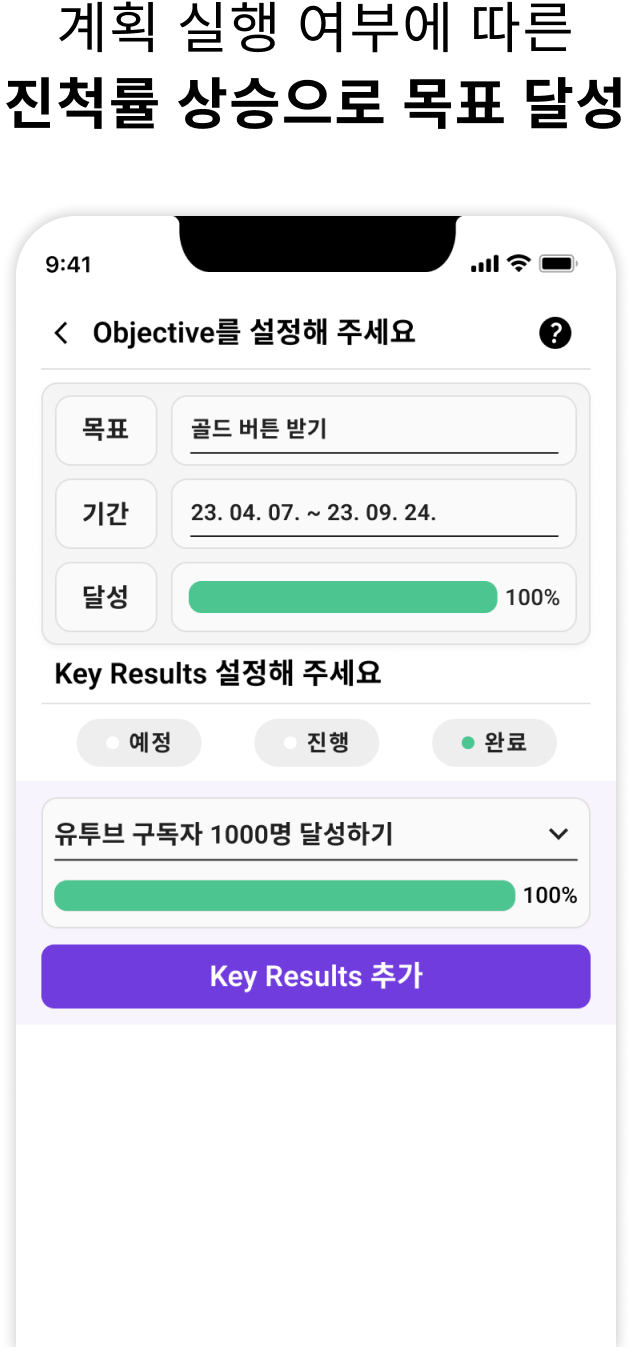 계획 실행 여부에 따른
진척률 상승으로 목표 달성
9:41
Objective를 설정해 주세요 ?
목표 골드 버튼 받기
기간 23. 04. 07. ~ 23. 09. 24.
달성 100%
Key Results 설정해 주세요
예정 진행 완료
유투브 구독자 1000명 달성하기
100%
Key Results 추가